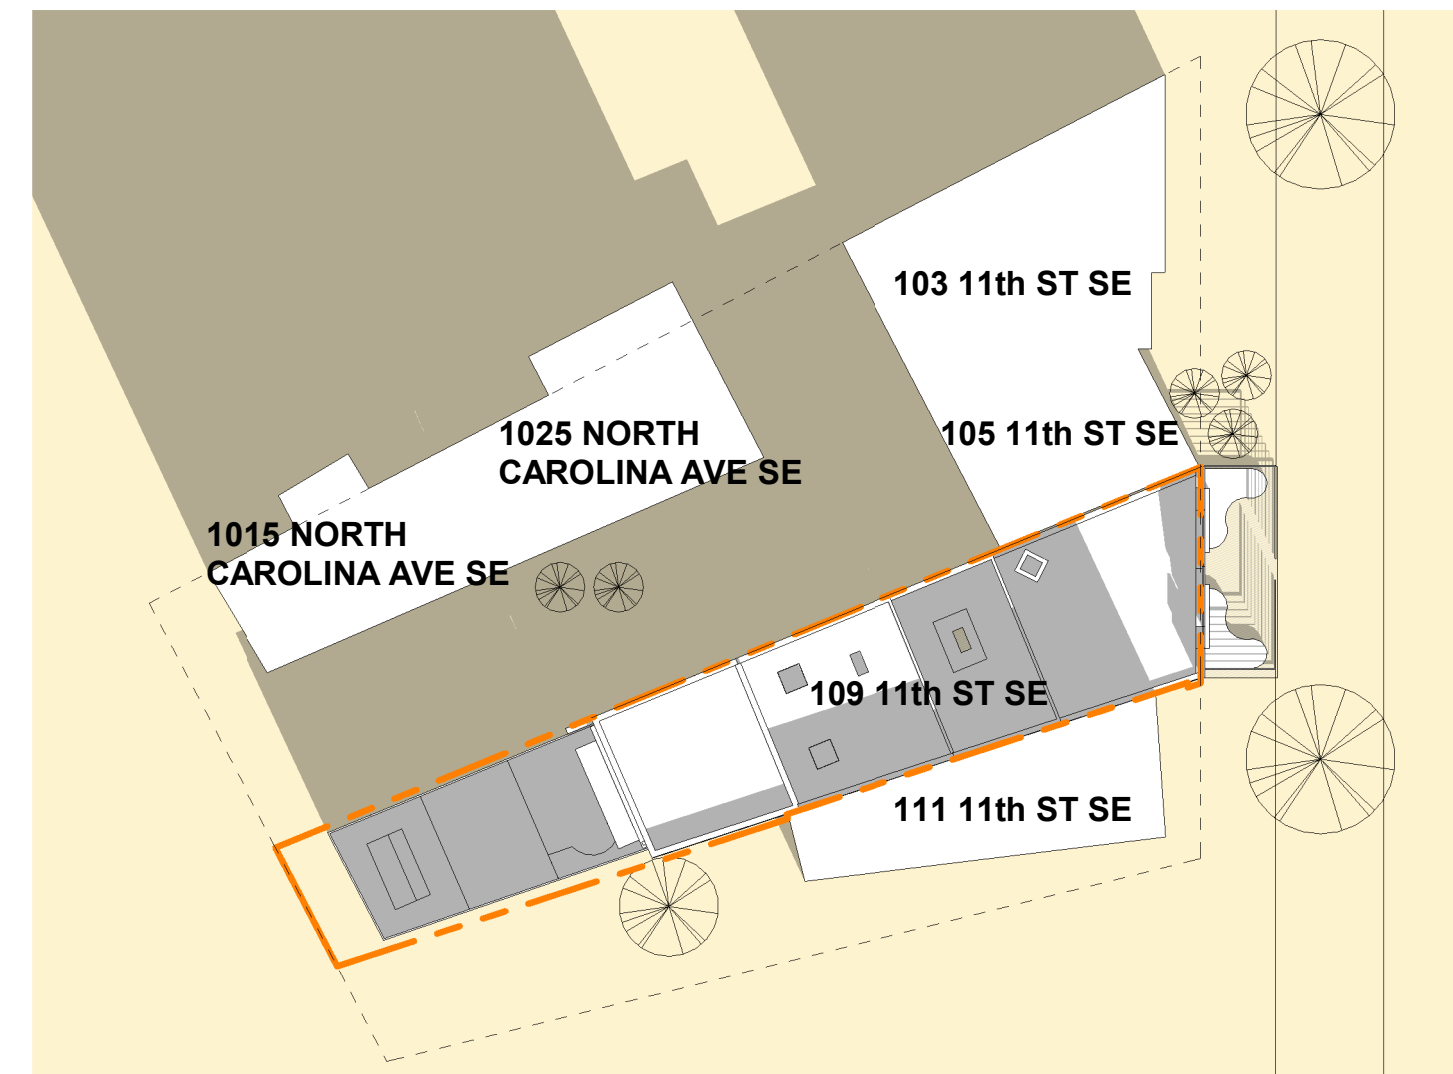 103 11th ST SE
1025 NORTH
CAROLINA AVE SE
105 11th ST SE
1015 NORTH
CAROLINA AVE SE
109 11th ST SE
111 11th ST SE